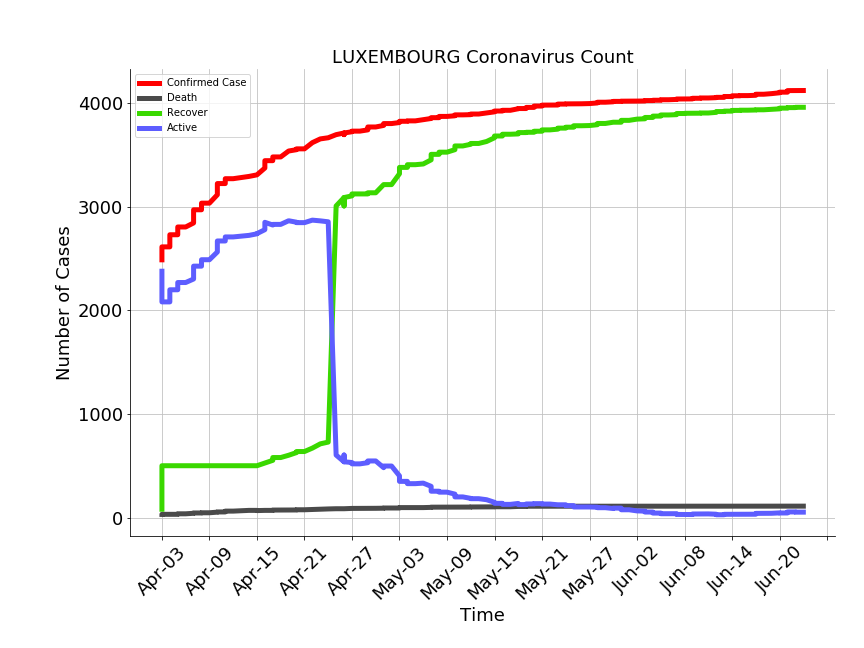 LUXEMBOURG Coronavirus Count
Confirmed Case
Death
Recover
Active
Number of Cases
4000
3000
2000
1000
0
Apr-03
Apr-09
Apr-15
Apr-21
Apr-27
May-03
May-09
May-15
May-21
May-27
Jun-02
Jun-08
Jun-14
Jun-20
Time